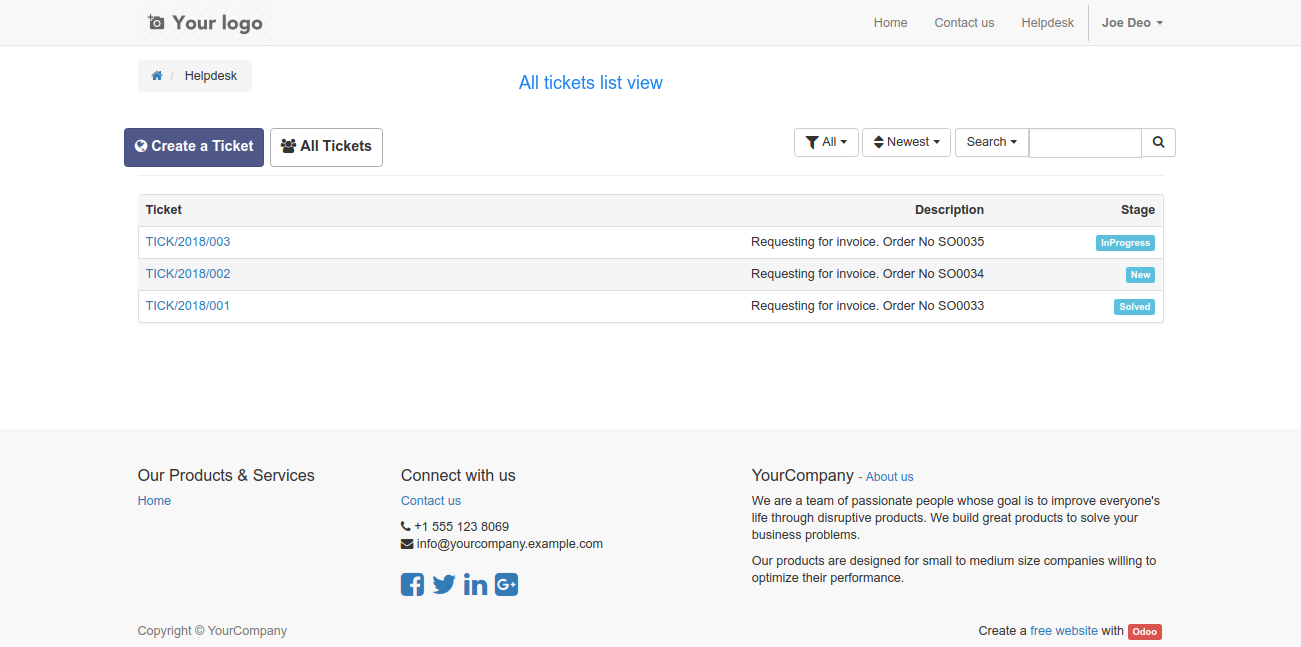 Your logo
Home Contact us Helpdesk Joe Deo
/ Helpdesk
All tickets list view
Create a Ticket All Tickets All Newest Search
Ticket Description Stage
TICK/2018/003 Requesting for invoice. Order No SO0035 InProgress
TICK/2018/002 Requesting for invoice. Order No SO0034 New
TICK/2018/001 Requesting for invoice. Order No SO0033 Solved
Our Products & Services
Home
Connect with us
Contact us
+1 555 123 8069
info@yourcompany.example.com
YourCompany - About us
We are a team of passionate people whose goal is to improve everyone's
life through disruptive products. We build great products to solve your
business problems.
Our products are designed for small to medium size companies willing to
optimize their performance.
Copyright © YourCompany
Create a free website with Odoo